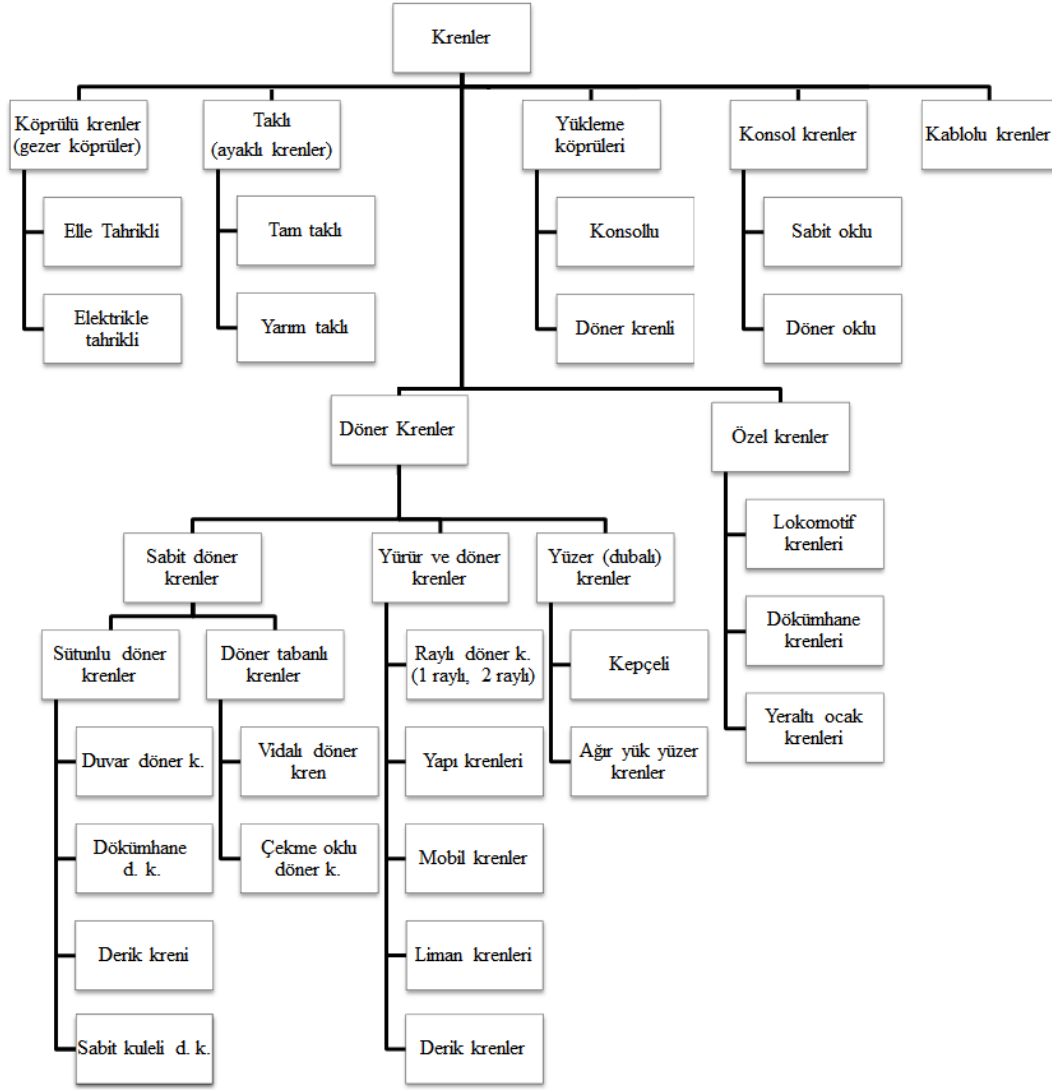 Krenler
Köprülü krenler
(gezer köprüler)
Taklı
(ayaklı krenler)
Yükleme
köprüleri
Konsol krenler
Kablolu krenler
Elle Tahrikli
Tam taklı
Konsollu
Sabit oklu
Elektrikle
tahrikli
Yarım taklı
Döner krenli
Döner oklu
Döner Krenler
Özel krenler
Sabit döner
krenler
Yürür ve döner
krenler
Yüzer (dubalı)
krenler
Lokomotif
krenleri
Dökümhane
krenleri
Yeraltı ocak
krenleri
Sütunlu döner
krenler
Döner tabanlı
krenler
Raylı döner k.
(1 raylı, 2 raylı)
Kepçeli
Duvar döner k.
Vidalı döner
kren
Yapı krenleri
Ağır yük yüzer
krenler
Dökümhane
d. k.
Çekme oklu
döner k.
Mobil krenler
Derik kreni
Liman krenleri
Sabit kuleli d. k.
Derik krenler